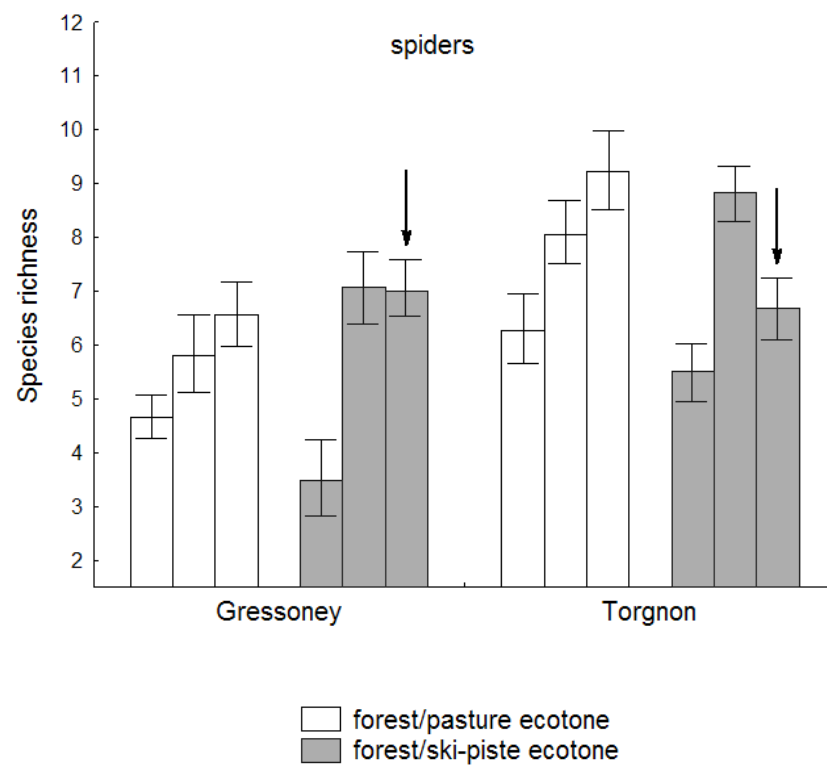 spiders
12
11
10
9
8
7
6
5
4
3
2
Species richness
Gressoney
Torgnon
forest/pasture ecotone
forest/ski-piste ecotone